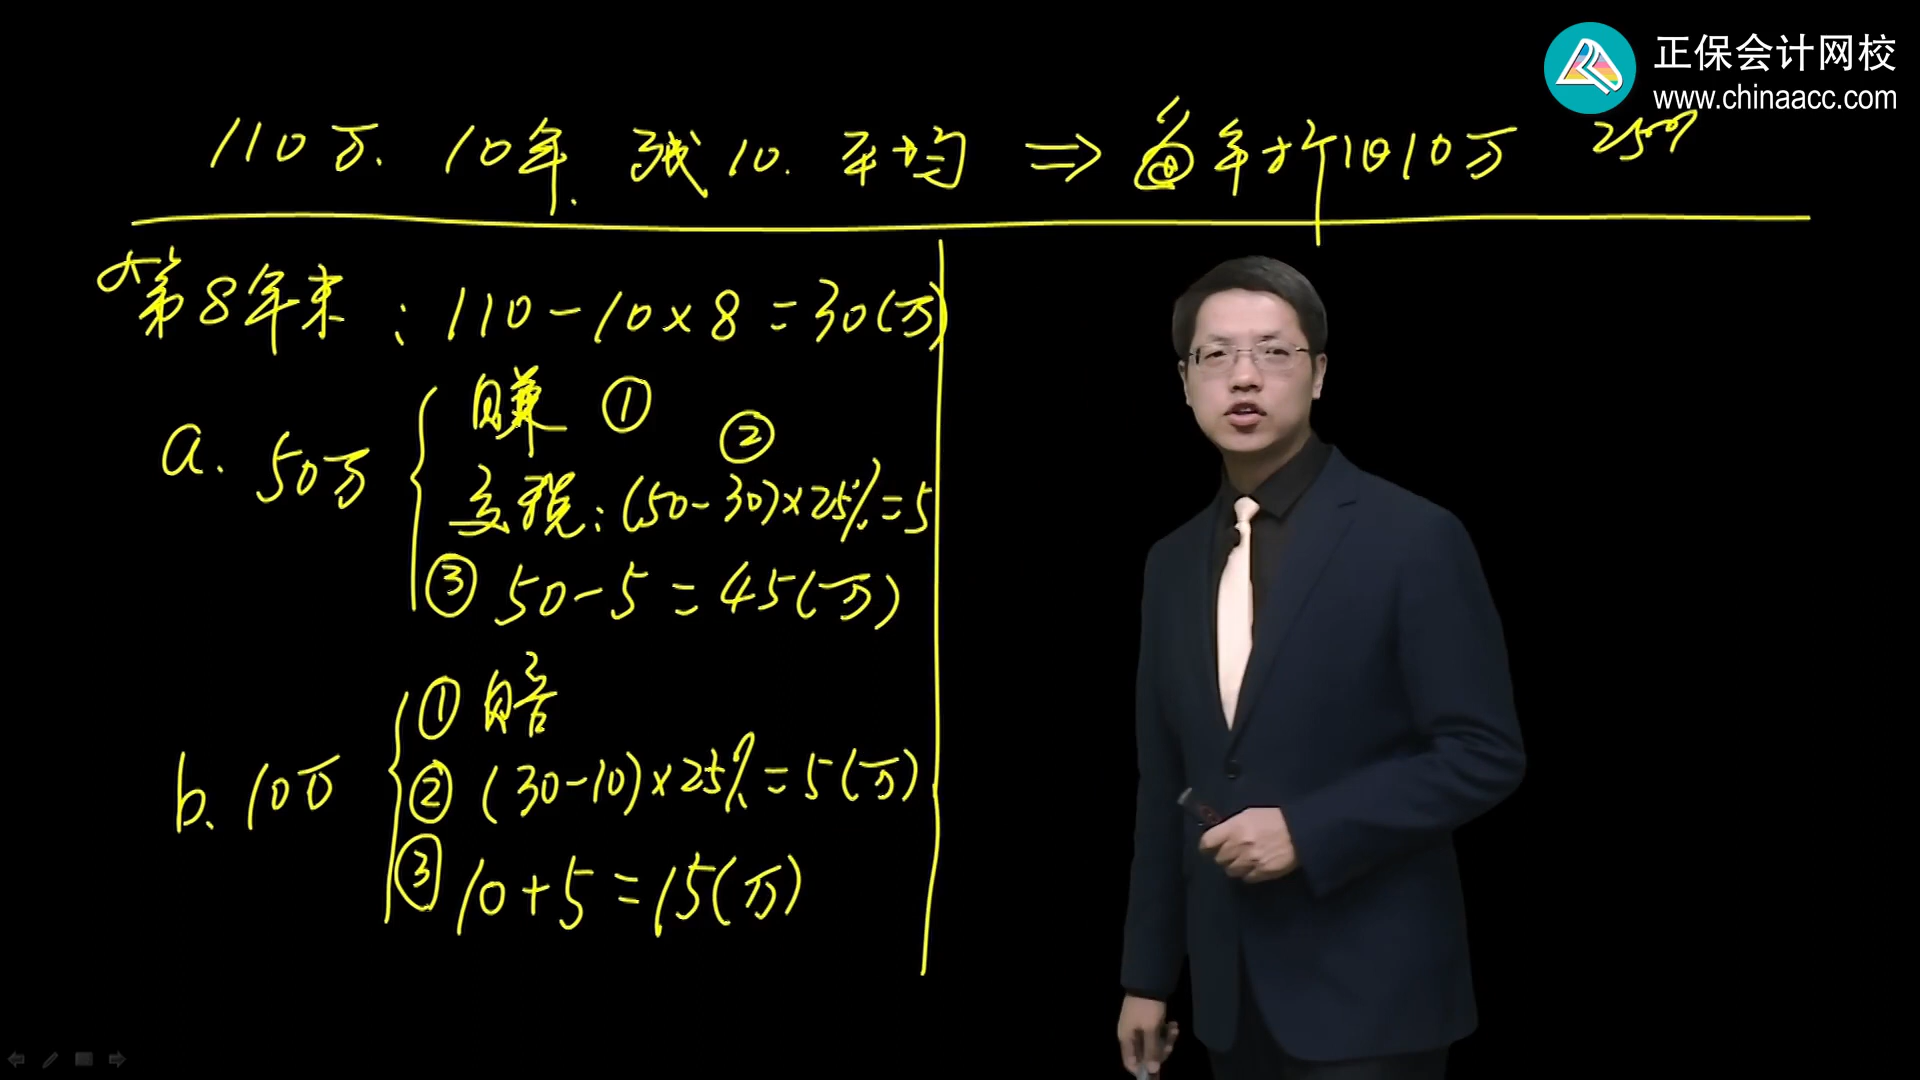 正保会计网校
www.chinaacc.com
110万. 10年. 残10. 平均 ⇒ 每年折旧10万 25%
第8年末：110-10×8=30(万)
a. 50万
赚 ①
②
交税：(50-30)×25%=5
③ 50-5=45(万)
b. 10万
① 赔
② (30-10)×25%=5(万)
③ 10+5=15(万)